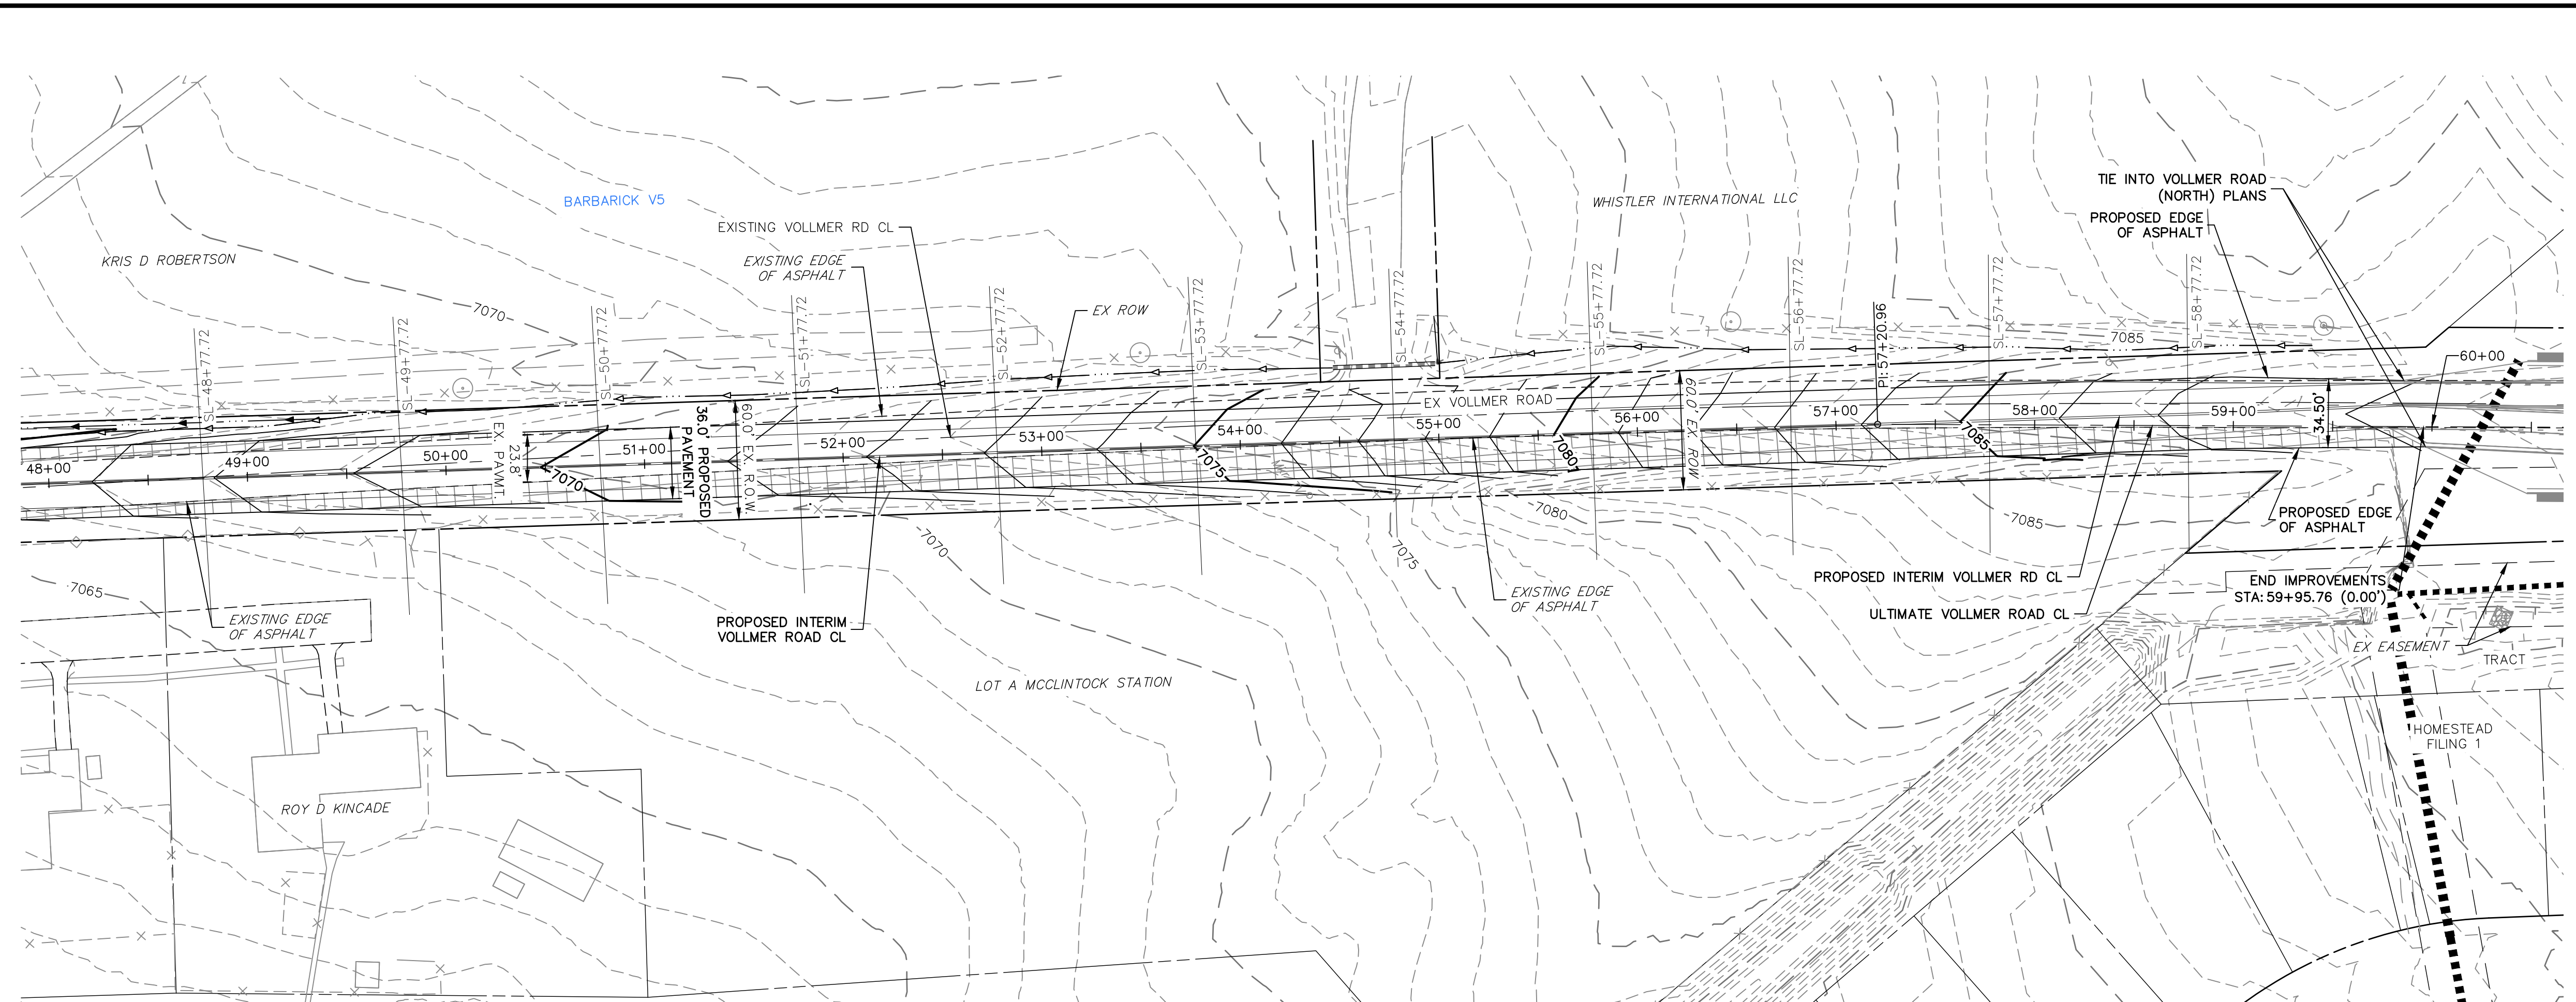 TIE INTO VOLLMER ROAD
(NORTH) PLANS
PROPOSED EDGE
OF ASPHALT
BARBARICK V5
WHISTLER INTERNATIONAL LLC
EXISTING VOLLMER RD CL
KRIS D ROBERTSON
EXISTING EDGE
OF ASPHALT
EX ROW
7070
SL-48+77.72
SL-49+77.72
SL-50+77.72
SL-51+77.72
SL-52+77.72
SL-53+77.72
SL-54+77.72
SL-55+77.72
SL-56+77.72
PI:57+20.96
SL-57+77.72
SL-58+77.72
7085
60+00
EX VOLLMER ROAD
48+00
49+00
50+00
51+00
52+00
53+00
54+00
55+00
56+00
57+00
58+00
59+00
EX. PAVMT.
23.8'
36.0' PROPOSED
PAVEMENT
60.0' EX. R.O.W.
60.0' EX. ROW
34.50'
7070
7075
7080
7085
7065
7070
7075
7080
7085
PROPOSED EDGE
OF ASPHALT
EXISTING EDGE
OF ASPHALT
PROPOSED INTERIM
VOLLMER ROAD CL
EXISTING EDGE
OF ASPHALT
PROPOSED INTERIM VOLLMER RD CL
ULTIMATE VOLLMER ROAD CL
END IMPROVEMENTS
STA: 59+95.76 (0.00')
EX EASEMENT
TRACT
LOT A MCCLINTOCK STATION
HOMESTEAD
FILING 1
ROY D KINCADE